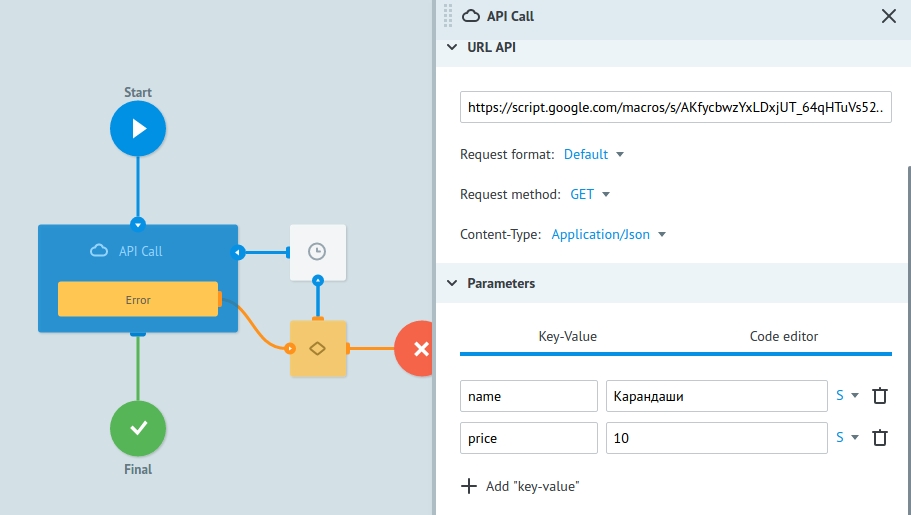 Start
API Call
Error
Final
API Call
URL API
https://script.google.com/macros/s/AKfycbwzYxLDxjUT_64qHTuVs52..
Request format: Default
Request method: GET
Content-Type: Application/Json
Parameters
Key-Value Code editor
name Карандаши S
price 10 S
Add "key-value"